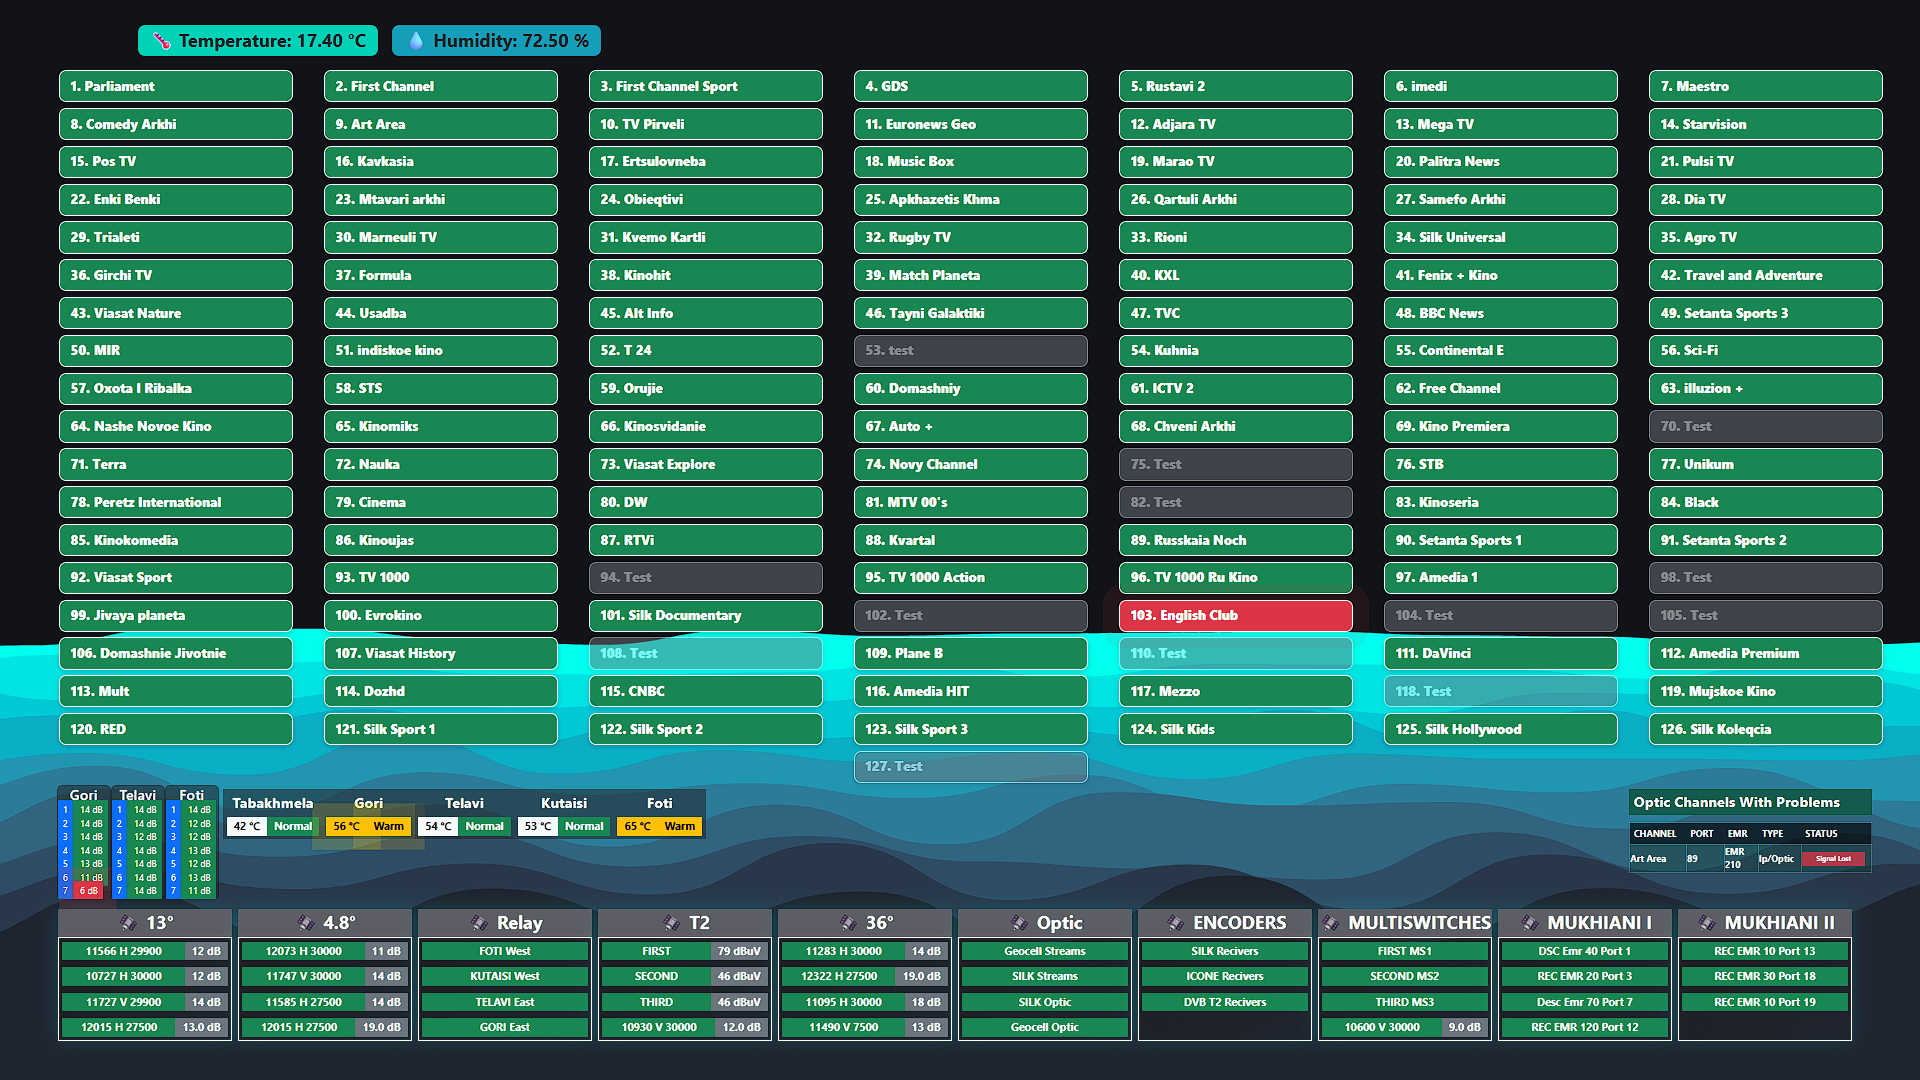 Temperature: 17.40 °C Humidity: 72.50 %
1. Parliament 2. First Channel 3. First Channel Sport 4. GDS 5. Rustavi 2 6. imedi 7. Maestro
8. Comedy Arkhi 9. Art Area 10. TV Pirveli 11. Euronews Geo 12. Adjara TV 13. Mega TV 14. Starvision
15. Pos TV 16. Kavkasia 17. Ertsulovneba 18. Music Box 19. Marao TV 20. Palitra News 21. Pulsi TV
22. Enki Benki 23. Mtavari arkhi 24. Obieqtivi 25. Apkhazetis Khma 26. Qartuli Arkhi 27. Samefo Arkhi 28. Dia TV
29. Trialeti 30. Marneuli TV 31. Kvemo Kartli 32. Rugby TV 33. Rioni 34. Silk Universal 35. Agro TV
36. Girchi TV 37. Formula 38. Kinohit 39. Match Planeta 40. KXL 41. Fenix + Kino 42. Travel and Adventure
43. Viasat Nature 44. Usadba 45. Alt Info 46. Tayni Galaktiki 47. TVC 48. BBC News 49. Setanta Sports 3
50. MIR 51. indiskoe kino 52. T 24 53. test 54. Kuhnia 55. Continental E 56. Sci-Fi
57. Oxota I Ribalka 58. STS 59. Orujie 60. Domashniy 61. ICTV 2 62. Free Channel 63. illuzion +
64. Nashe Novoe Kino 65. Kinomiks 66. Kinosvidanie 67. Auto + 68. Chveni Arkhi 69. Kino Premiera 70. Test
71. Terra 72. Nauka 73. Viasat Explore 74. Novy Channel 75. Test 76. STB 77. Unikum
78. Peretz International 79. Cinema 80. DW 81. MTV 00's 82. Test 83. Kinoseria 84. Black
85. Kinokomedia 86. Kinoujas 87. RTVi 88. Kvartal 89. Russkaia Noch 90. Setanta Sports 1 91. Setanta Sports 2
92. Viasat Sport 93. TV 1000 94. Test 95. TV 1000 Action 96. TV 1000 Ru Kino 97. Amedia 1 98. Test
99. Jivaya planeta 100. Evrokino 101. Silk Documentary 102. Test 103. English Club 104. Test 105. Test
106. Domashnie Jivotnie 107. Viasat History 108. Test 109. Plane B 110. Test 111. DaVinci 112. Amedia Premium
113. Mult 114. Dozhd 115. CNBC 116. Amedia HIT 117. Mezzo 118. Test 119. Mujskoe Kino
120. RED 121. Silk Sport 1 122. Silk Sport 2 123. Silk Sport 3 124. Silk Kids 125. Silk Hollywood 126. Silk Koleqcia
127. Test
Gori Telavi Foti
1 14 dB 1 14 dB 1 14 dB
2 14 dB 2 14 dB 2 14 dB
3 14 dB 3 12 dB 3 12 dB
4 14 dB 4 14 dB 4 13 dB
5 13 dB 5 12 dB 5 12 dB
6 11 dB 6 14 dB 6 13 dB
7 6 dB 7 14 dB 7 11 dB
Tabakhmela Gori Telavi Kutaisi Foti
42 °C Normal 56 °C Warm 54 °C Normal 53 °C Normal 65 °C Warm
Optic Channels With Problems
CHANNEL PORT EMR TYPE STATUS
Art Area 89 EMR 210 Ip/Optic Signal Lost
13° 4.8° Relay T2 36° Optic ENCODERS MULTISWITCHES MUKHIANI I MUKHIANI II
11566 H 29900 12 dB 12073 H 30000 11 dB FOTI West FIRST 79 dBuV 11283 H 30000 14 dB Geocell Streams SILK Recivers FIRST MS1 DSC Emr 40 Port 1 REC EMR 10 Port 13
10727 H 30000 12 dB 11747 V 30000 14 dB KUTAISI West SECOND 46 dBuV 12322 H 27500 19.0 dB SILK Streams ICONE Recivers SECOND MS2 REC EMR 20 Port 3 REC EMR 30 Port 18
11727 V 29900 14 dB 11585 H 27500 14 dB TELAVI East THIRD 46 dBuV 11095 H 30000 18 dB SILK Optic DVB T2 Recivers THIRD MS3 Desc Emr 70 Port 7 REC EMR 10 Port 19
12015 H 27500 13.0 dB 12015 H 27500 19.0 dB GORI East 10930 V 30000 12.0 dB 11490 V 7500 13 dB Geocell Optic 10600 V 30000 9.0 dB REC EMR 120 Port 12